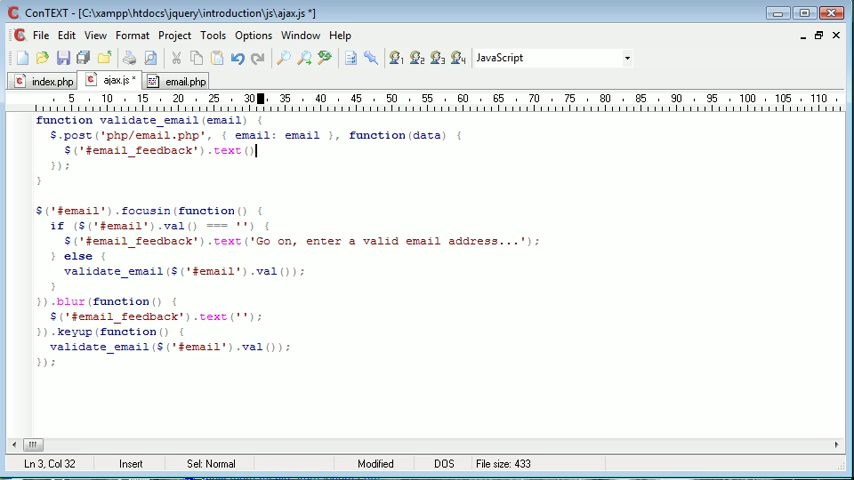 ConTEXT - [C:\xampp\htdocs\jquery\introduction\js\ajax.js *]
File Edit View Format Project Tools Options Window Help
1 2 3 4 JavaScript
index.php ajax.js * email.php
5 10 15 20 25 30 35 40 45 50 55 60 65 70 75 80 85 90 95 100 105 110
function validate_email(email) {
$.post('php/email.php', { email: email }, function(data) {
$('#email_feedback').text()
});
}
$('#email').focusin(function() {
if ($('#email').val() === '') {
$('#email_feedback').text('Go on, enter a valid email address...');
} else {
validate_email($('#email').val());
}
}).blur(function() {
$('#email_feedback').text('');
}).keyup(function() {
validate_email($('#email').val());
});
Ln 3, Col 32 Insert Sel: Normal Modified DOS File size: 433